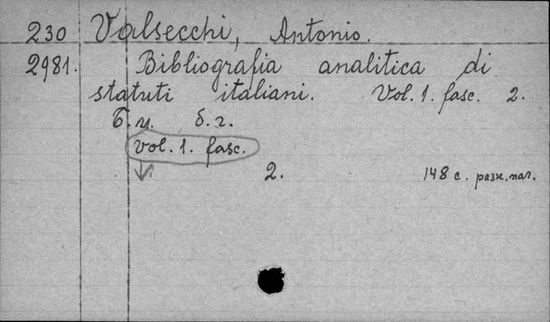 230 Valsecchi, Antonio.
2981. Bibliografia analitica di
statuti italiani. Vol. 1. fasc. 2.
Б.и. б.г.
vol. 1. fasc.
2. 148 с. разн. паг.